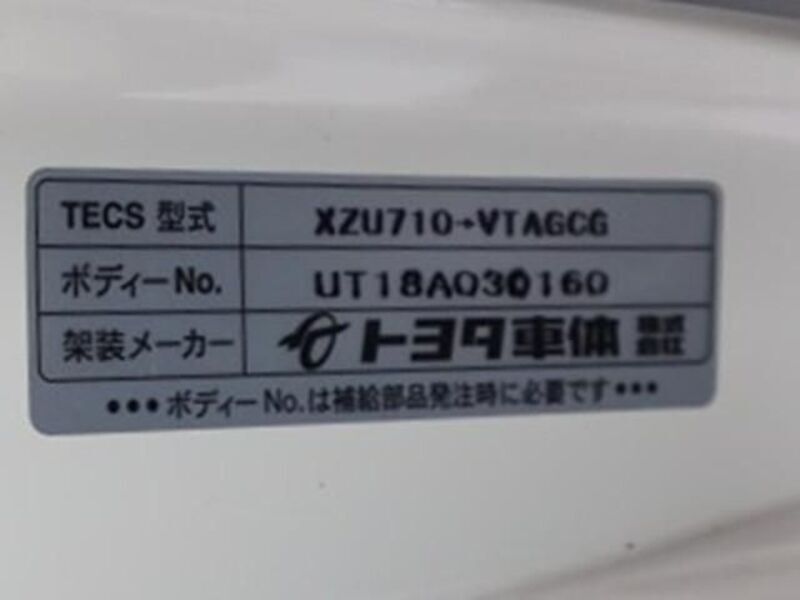 TECS 型式 XZU710-VTAGCG
ボディーNo. UT18A030160
架装メーカー トヨタ車体 株式会社
•••ボディーNo.は補給部品発注時に必要です•••